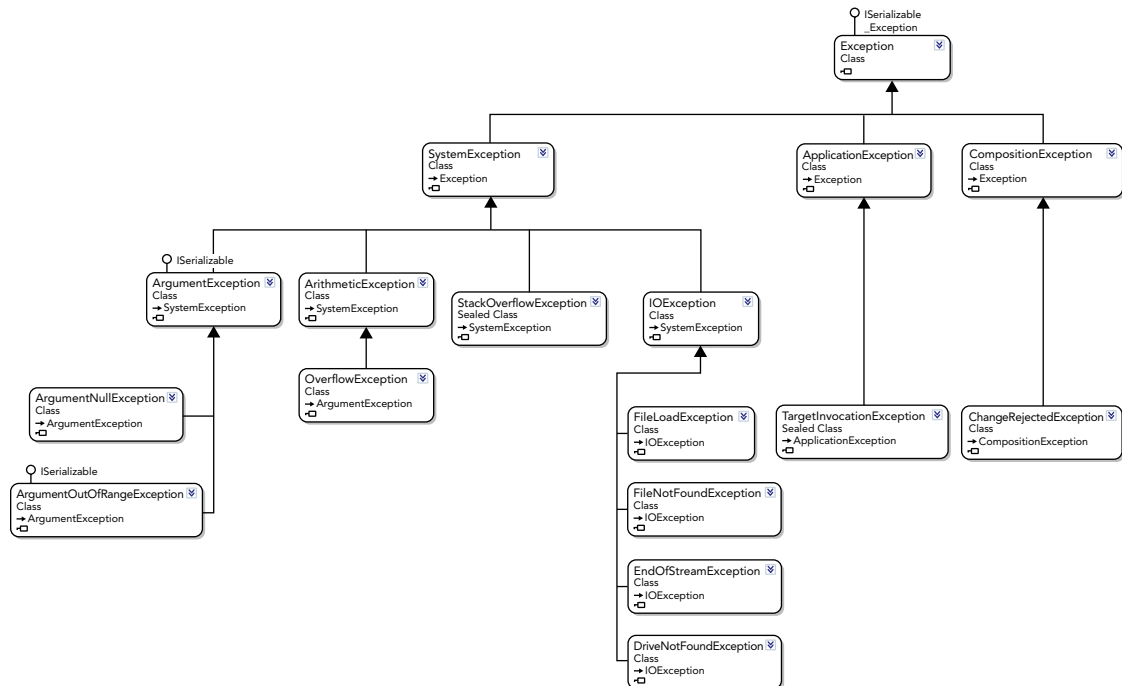 ISerializable
_Exception
Exception
Class
SystemException
Class
Exception
ApplicationException
Class
Exception
CompositionException
Class
Exception
ISerializable
ArgumentException
Class
SystemException
ArithmeticException
Class
SystemException
StackOverflowException
Sealed Class
SystemException
IOException
Class
SystemException
OverflowException
Class
ArgumentException
ArgumentNullException
Class
ArgumentException
ISerializable
ArgumentOutOfRangeException
Class
ArgumentException
FileLoadException
Class
IOException
TargetInvocationException
Sealed Class
ApplicationException
ChangeRejectedException
Class
CompositionException
FileNotFoundException
Class
IOException
EndOfStreamException
Class
IOException
DriveNotFoundException
Class
IOException